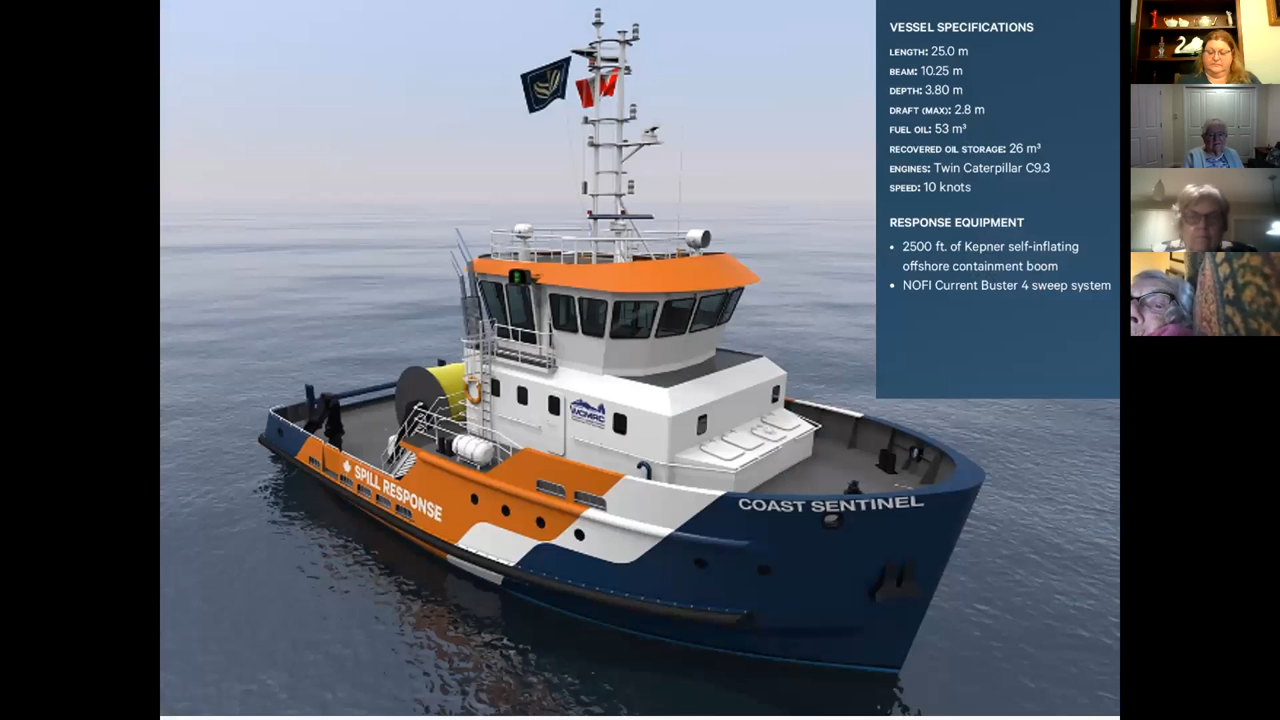 VESSEL SPECIFICATIONS
LENGTH: 25.0 m
BEAM: 10.25 m
DEPTH: 3.80 m
DRAFT (MAX): 2.8 m
FUEL OIL: 53 m³
RECOVERED OIL STORAGE: 26 m³
ENGINES: Twin Caterpillar C9.3
SPEED: 10 knots
RESPONSE EQUIPMENT
• 2500 ft. of Kepner self-inflating
offshore containment boom
• NOFI Current Buster 4 sweep system
WCMRC
SPILL RESPONSE
COAST SENTINEL